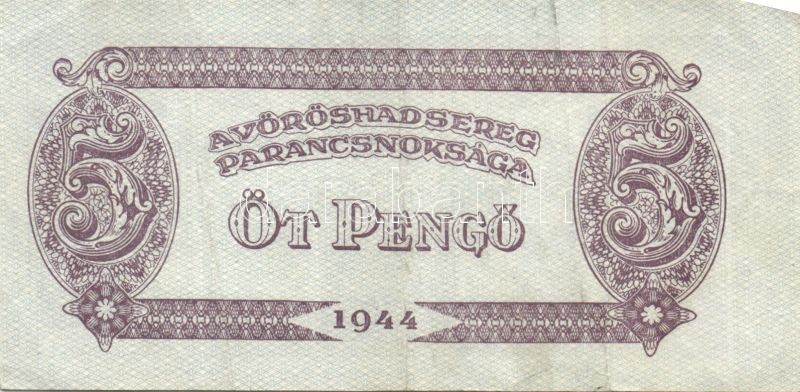 5
5
A VÖRÖSHADSEREG
PARANCSNOKSÁGA
ÖT PENGŐ
1944